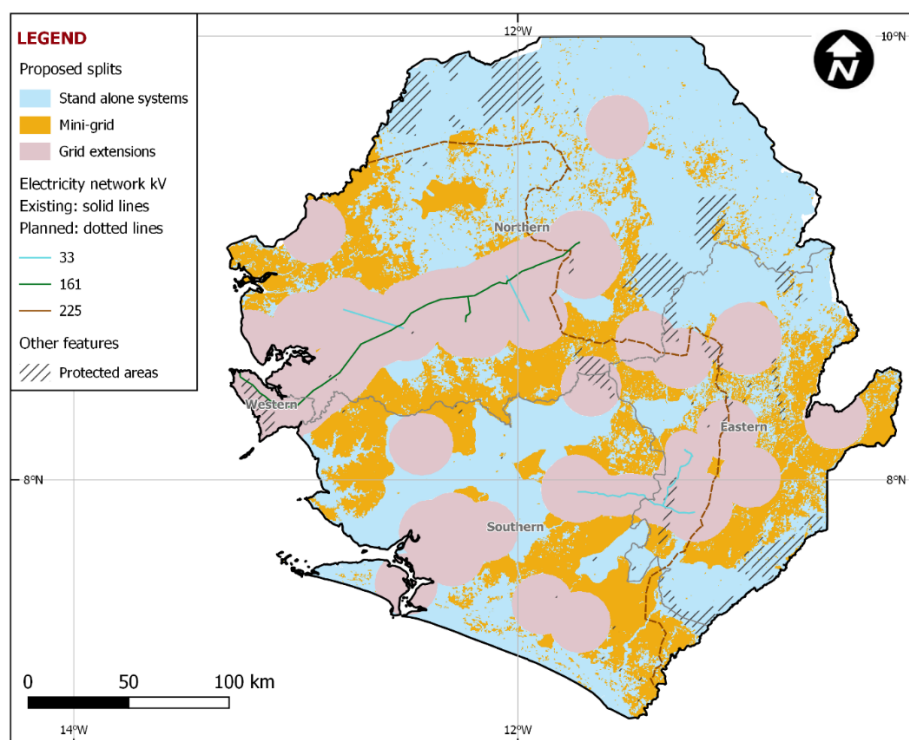 LEGEND
Proposed splits
Stand alone systems
Mini-grid
Grid extensions
Electricity network kV
Existing: solid lines
Planned: dotted lines
33
161
225
Other features
Protected areas
12°W
10°N
N
Northern
Western
Eastern
8°N
8°N
Southern
0 50 100 km
14°W
12°W